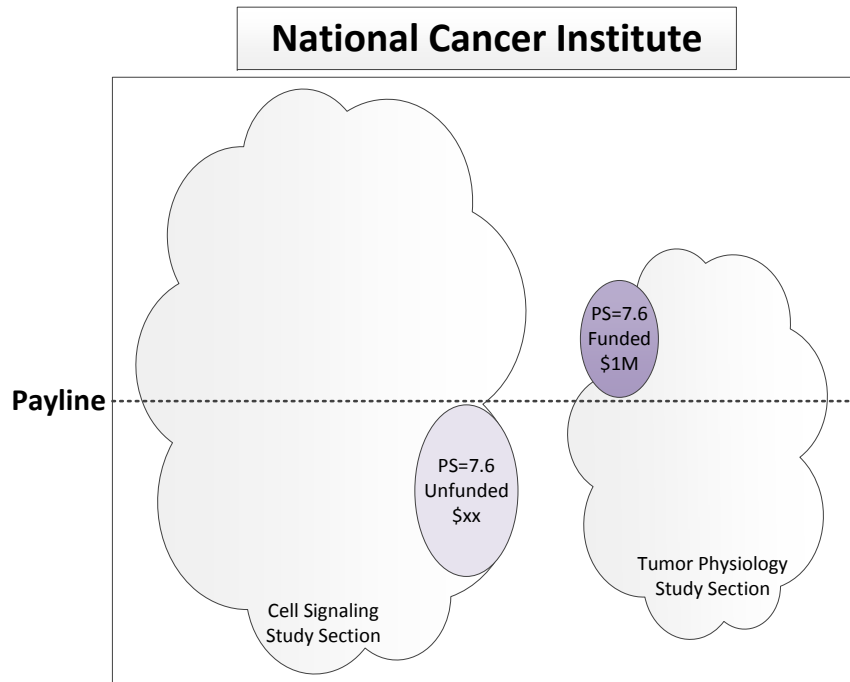 National Cancer Institute
PS=7.6
Funded
$1M
Payline
PS=7.6
Unfunded
$xx
Tumor Physiology
Study Section
Cell Signaling
Study Section